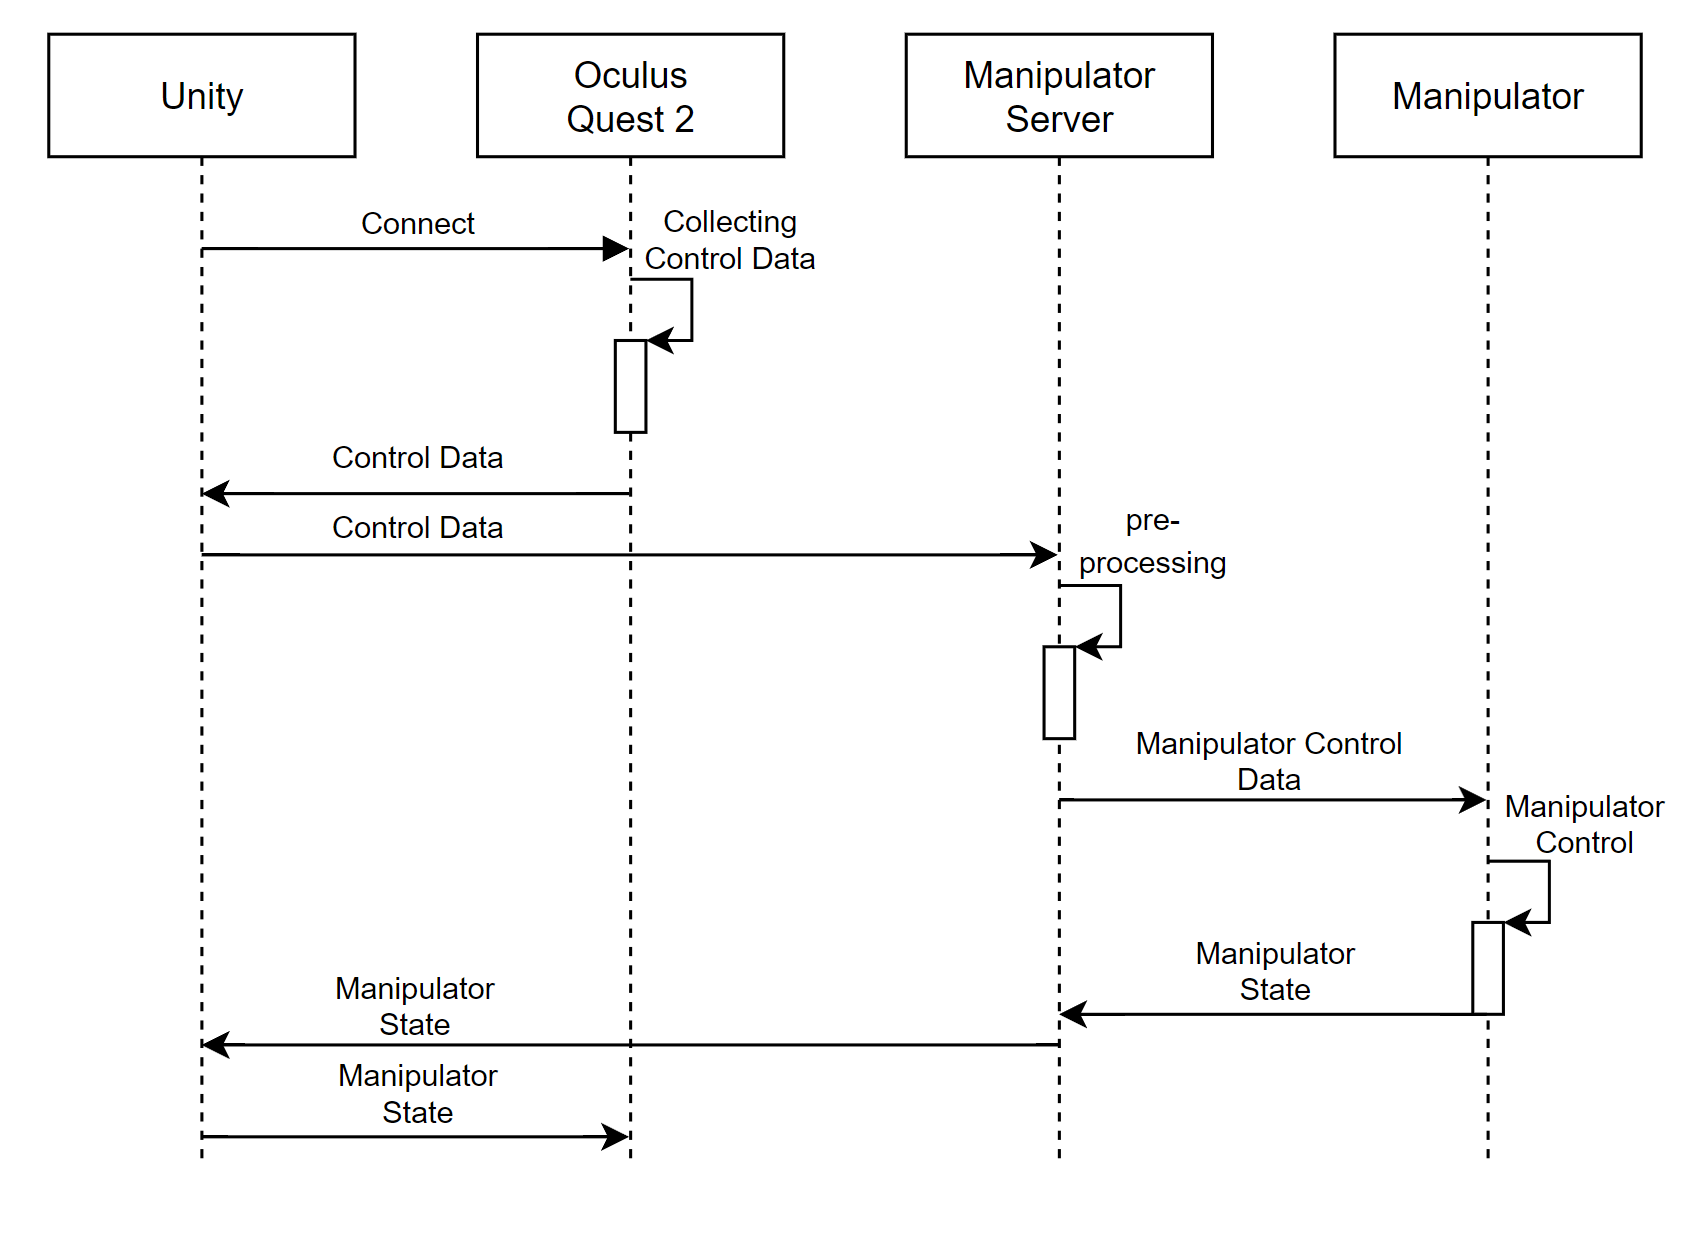 Unity
Oculus
Quest 2
Manipulator
Server
Manipulator
Connect
Collecting
Control Data
Control Data
Control Data
pre-
processing
Manipulator Control
Data
Manipulator
Control
Manipulator
State
Manipulator
State
Manipulator
State